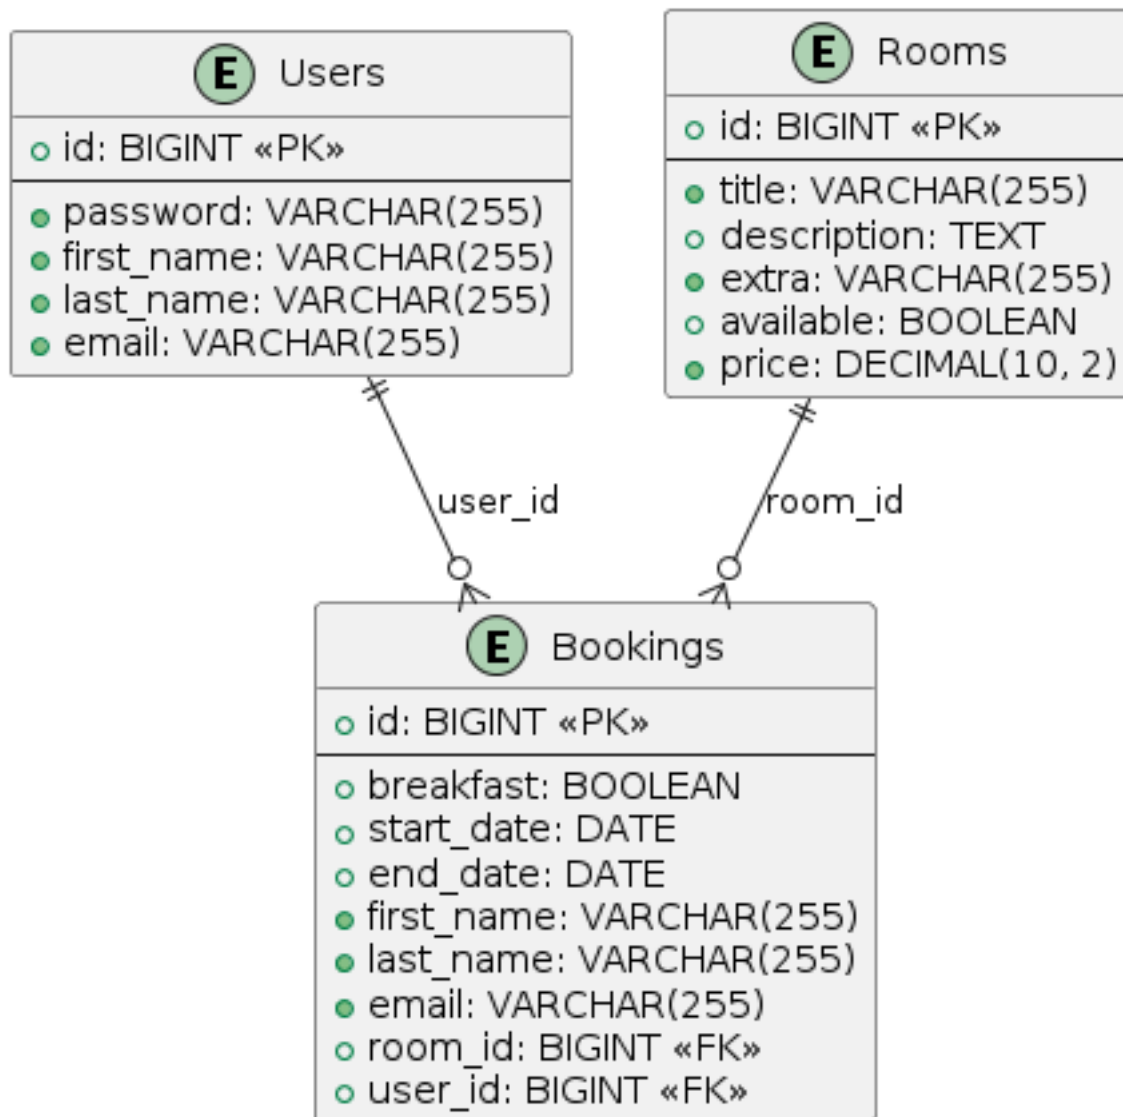 E Users
id: BIGINT «PK»
password: VARCHAR(255)
first_name: VARCHAR(255)
last_name: VARCHAR(255)
email: VARCHAR(255)
E Rooms
id: BIGINT «PK»
title: VARCHAR(255)
description: TEXT
extra: VARCHAR(255)
available: BOOLEAN
price: DECIMAL(10, 2)
user_id
room_id
E Bookings
id: BIGINT «PK»
breakfast: BOOLEAN
start_date: DATE
end_date: DATE
first_name: VARCHAR(255)
last_name: VARCHAR(255)
email: VARCHAR(255)
room_id: BIGINT «FK»
user_id: BIGINT «FK»